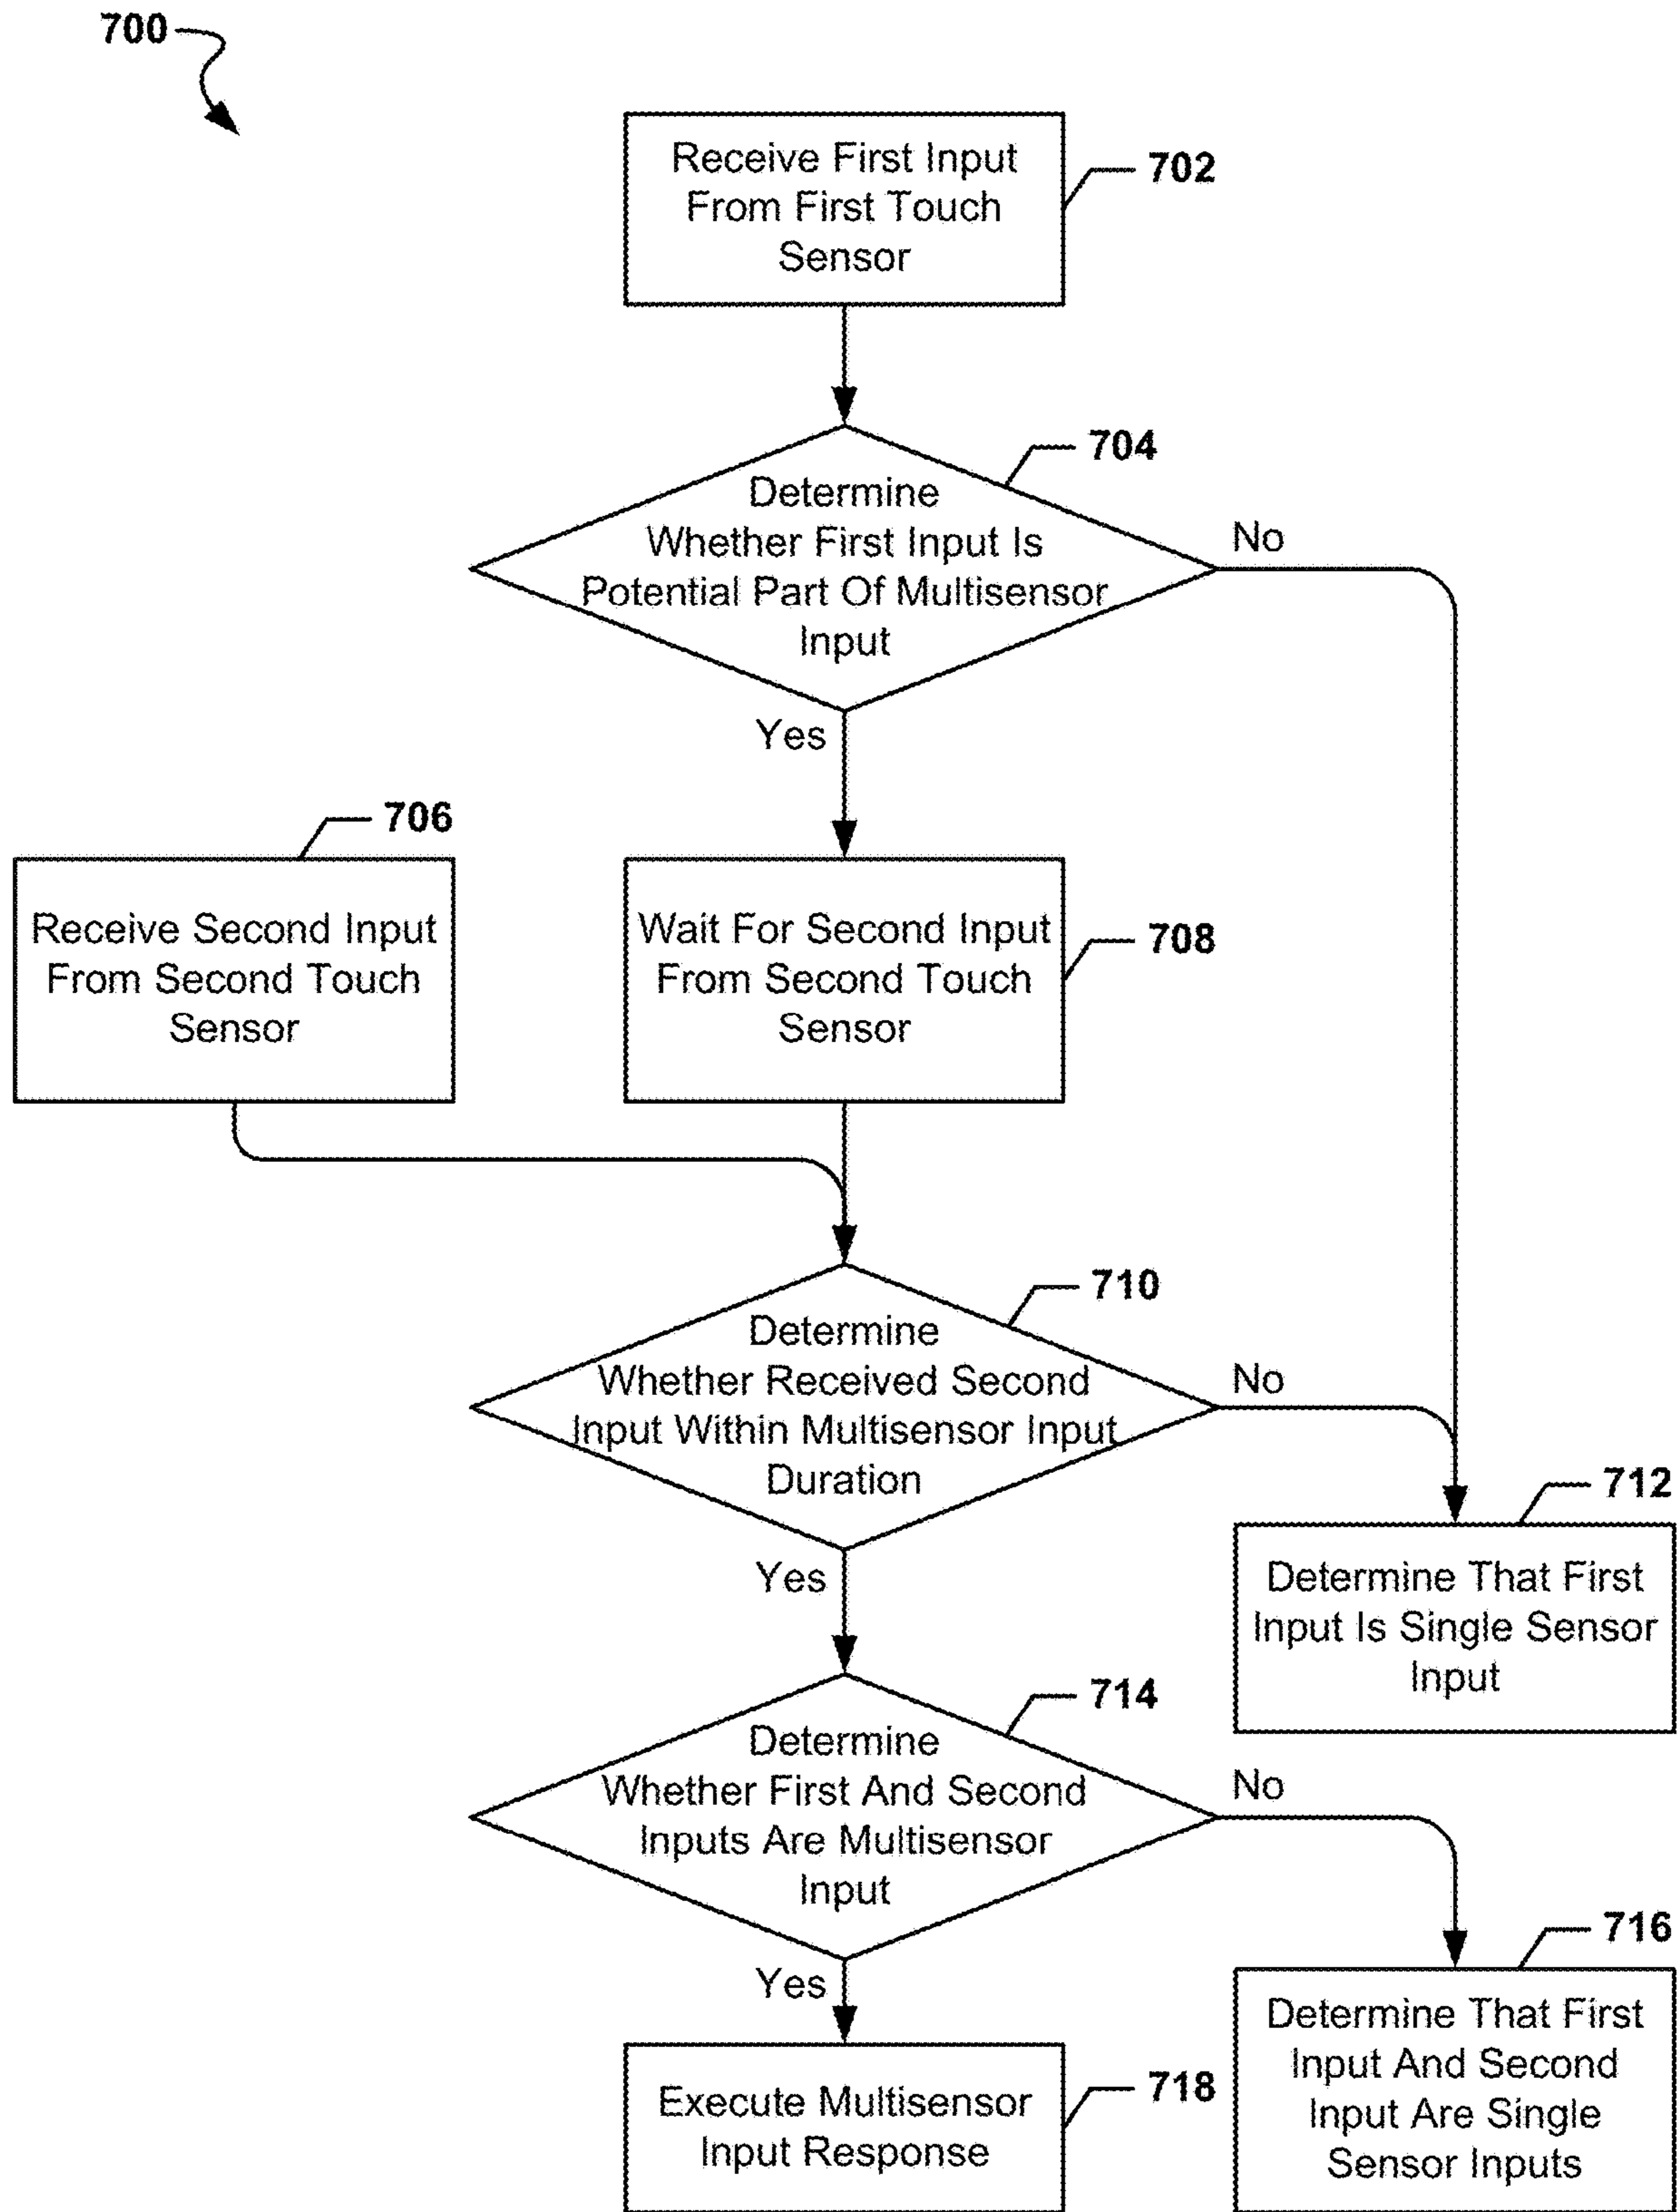 700
Receive First Input
From First Touch
Sensor
702
704
Determine
Whether First Input Is
Potential Part Of Multisensor
Input
No
Yes
706
Receive Second Input
From Second Touch
Sensor
Wait For Second Input
From Second Touch
Sensor
708
710
Determine
Whether Received Second
Input Within Multisensor Input
Duration
No
Yes
712
Determine That First
Input Is Single Sensor
Input
714
Determine
Whether First And Second
Inputs Are Multisensor
Input
No
Yes
716
Determine That First
Input And Second
Input Are Single
Sensor Inputs
Execute Multisensor
Input Response
718